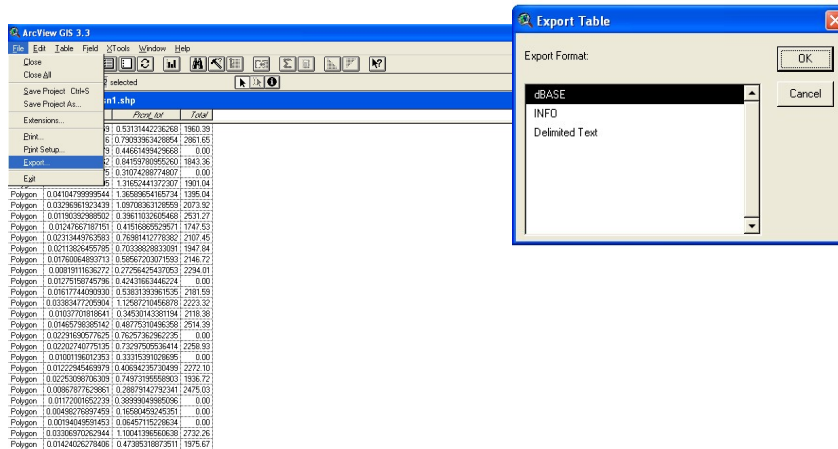 ArcView GIS 3.3
File Edit Table Field XTools Window Help
Close
Close All
Save Project Ctrl+S
Save Project As...
Extensions...
Print...
Print Setup...
Export...
Exit
selected
sn1.shp
Prcnt_tot Total
0.53131442236268 1960.39
0.79093963428854 2861.65
0.44661499429668 0.00
0.84159780955260 1843.36
0.31074288774807 0.00
1.31652441372307 1901.04
Polygon 0.04104799999544 1.36589654165734 1395.04
Polygon 0.03296961923439 1.09708363128559 2073.92
Polygon 0.01190392988502 0.39611032605468 2531.27
Polygon 0.01247667187151 0.41516865529571 1747.53
Polygon 0.02313449763583 0.76981412778382 2107.45
Polygon 0.02113826455785 0.70338828833091 1947.84
Polygon 0.01760064893713 0.58567203071593 2146.72
Polygon 0.00819111636272 0.27256425437053 2294.01
Polygon 0.01275158745796 0.42431663446224 0.00
Polygon 0.01617744090930 0.53831393961535 2181.59
Polygon 0.03383477205904 1.12587210456878 2223.32
Polygon 0.01037701818641 0.34530143381194 2118.38
Polygon 0.01465798385142 0.48775310496358 2514.39
Polygon 0.02291690577625 0.76257362962235 0.00
Polygon 0.02202740775135 0.73297505536414 2258.93
Polygon 0.01001196012353 0.33315391028695 0.00
Polygon 0.01222945469979 0.40694235730499 2272.10
Polygon 0.02253098706309 0.74973195558903 1936.72
Polygon 0.00867877629861 0.28879142792341 2475.03
Polygon 0.01172001652239 0.38999049985096 0.00
Polygon 0.00498276897459 0.16580459245351 0.00
Polygon 0.00194049591453 0.06457115228634 0.00
Polygon 0.03306970262944 1.10041396560638 2732.26
Polygon 0.01424026278406 0.47385318873511 1975.67
Export Table
Export Format:
OK
Cancel
dBASE
INFO
Delimited Text